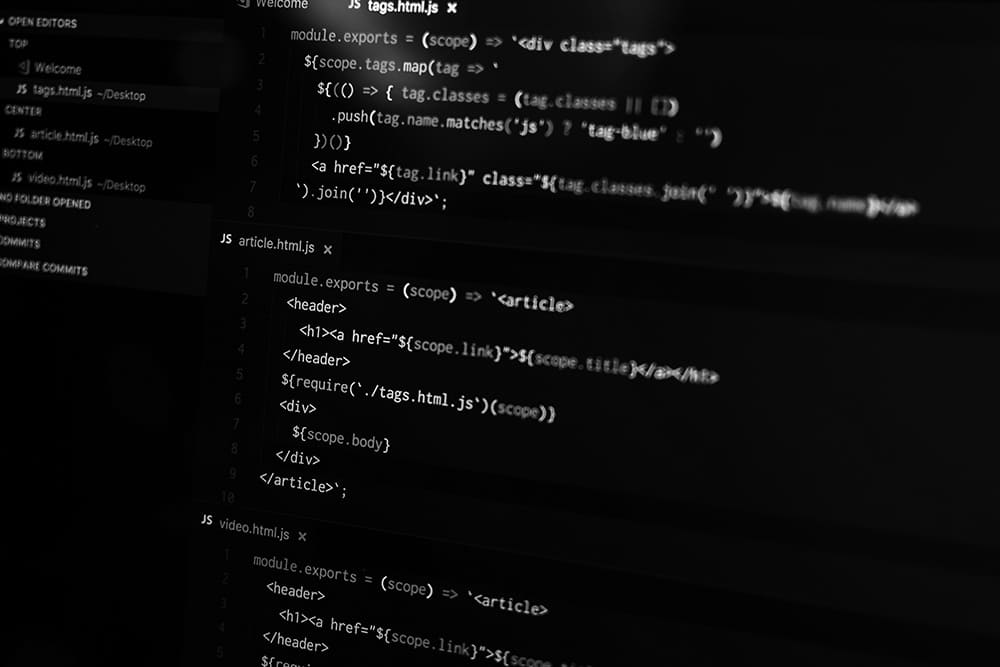 OPEN EDITORS
TOP
Welcome
JS tags.html.js ~/Desktop
CENTER
JS article.html.js ~/Desktop
BOTTOM
JS video.html.js ~/Desktop
NO FOLDER OPENED
PROJECTS
COMMITS
COMPARE COMMITS
Welcome JS tags.html.js ×
1 module.exports = (scope) => `<div class="tags">
2 ${scope.tags.map(tag => `
3 ${(() => { tag.classes = (tag.classes || [])
4 .push(tag.name.matches('js') ? 'tag-blue' : '')
5 })()}
6 <a href="${tag.link}" class="${tag.classes.join(' ')}">${tag.name}</a>
7 `).join('')}</div>`;
8
JS article.html.js ×
1 module.exports = (scope) => `<article>
2 <header>
3 <h1><a href="${scope.link}">${scope.title}</a></h1>
4 </header>
5 ${require(`./tags.html.js`)(scope)}
6 <div>
7 ${scope.body}
8 </div>
9 </article>`;
10
JS video.html.js ×
1 module.exports = (scope) => `<article>
2 <header>
3 <h1><a href="${scope.link}">${scope
4 </header>
5 ${requi